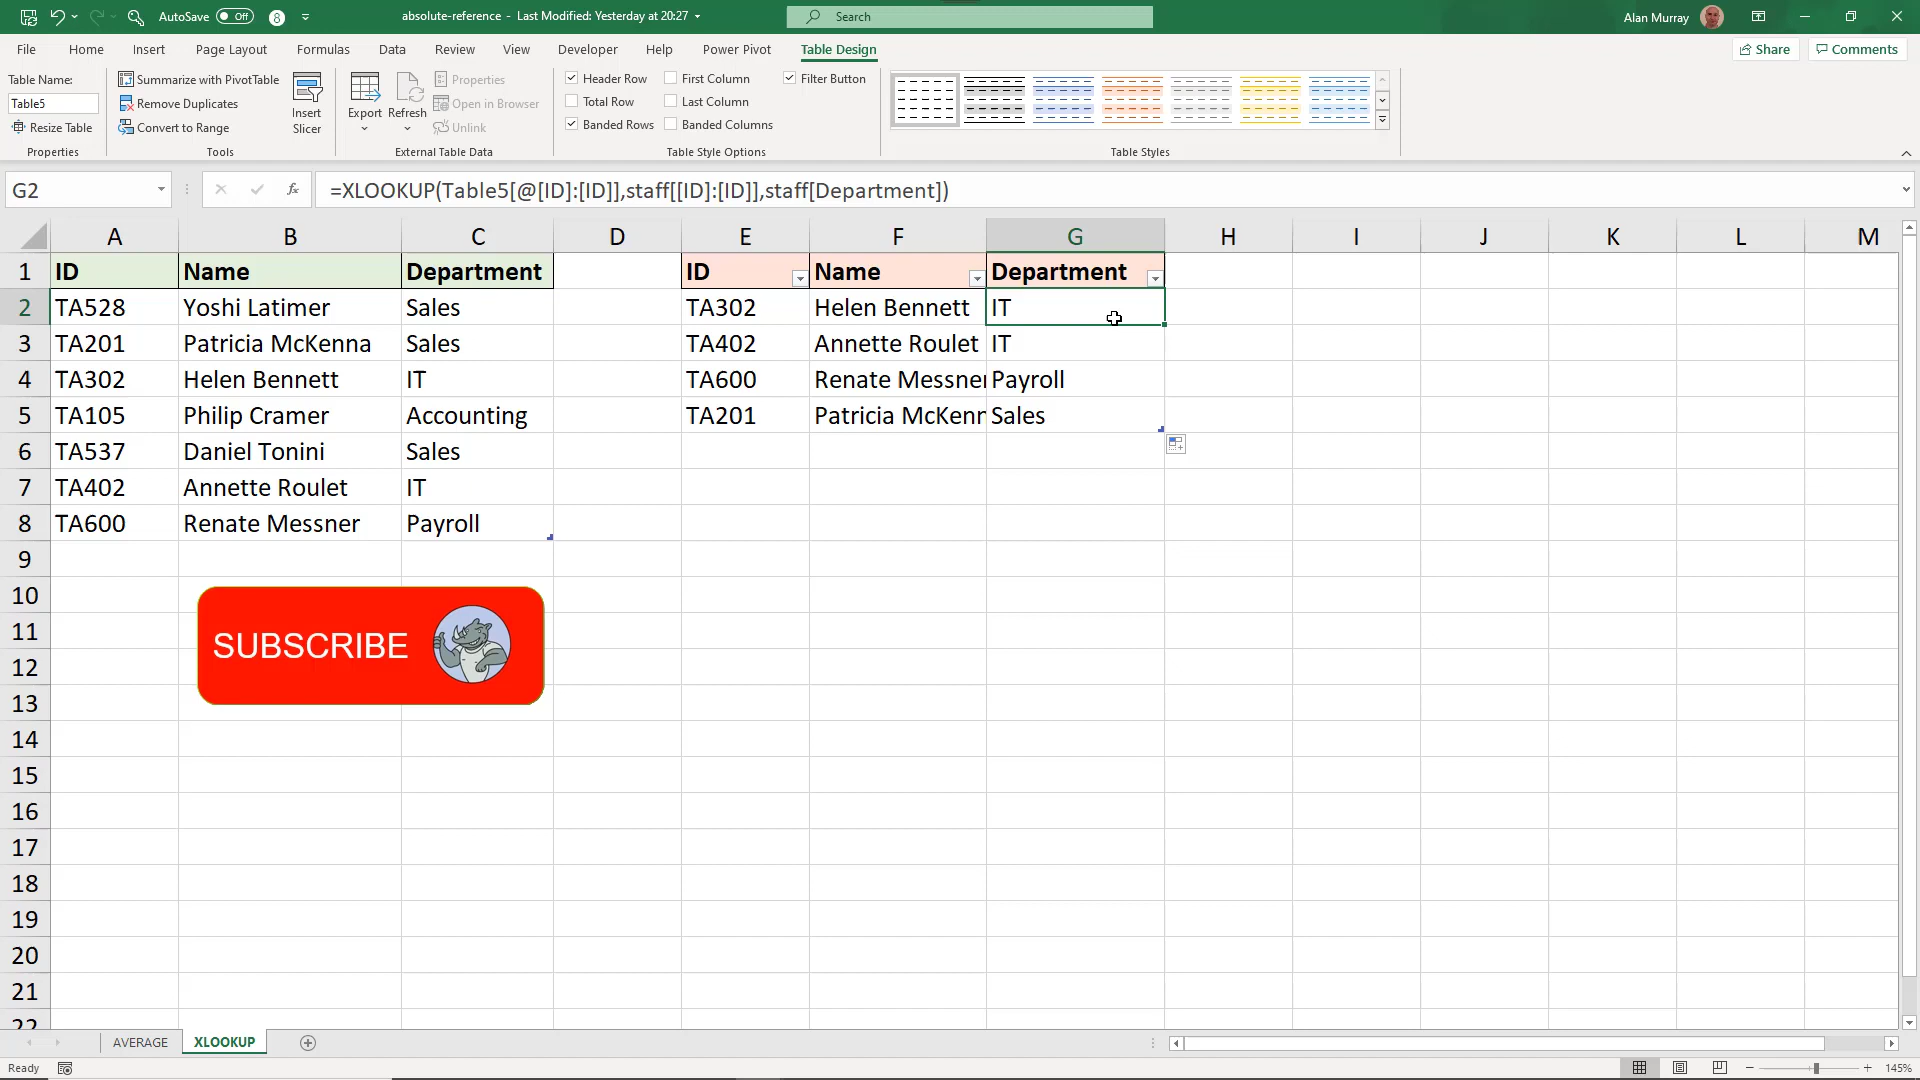 AutoSave Off 8 absolute-reference - Last Modified: Yesterday at 20:27 Search Alan Murray
File Home Insert Page Layout Formulas Data Review View Developer Help Power Pivot Table Design Share Comments
Table Name:
Table5
Resize Table
Properties
Summarize with PivotTable
Remove Duplicates
Convert to Range
Tools
Insert
Slicer
Export
Refresh
Properties
Open in Browser
Unlink
External Table Data
Header Row First Column Filter Button
Total Row Last Column
Banded Rows Banded Columns
Table Style Options
Table Styles
G2 fx =XLOOKUP(Table5[@[ID]:[ID]],staff[[ID]:[ID]],staff[Department])
A B C D E F G H I J K L M
1 ID Name Department ID Name Department
2 TA528 Yoshi Latimer Sales TA302 Helen Bennett IT
3 TA201 Patricia McKenna Sales TA402 Annette Roulet IT
4 TA302 Helen Bennett IT TA600 Renate Messner Payroll
5 TA105 Philip Cramer Accounting TA201 Patricia McKenn Sales
6 TA537 Daniel Tonini Sales
7 TA402 Annette Roulet IT
8 TA600 Renate Messner Payroll
9
10
11
SUBSCRIBE
12
13
14
15
16
17
18
19
20
21
22
AVERAGE XLOOKUP
Ready 145%